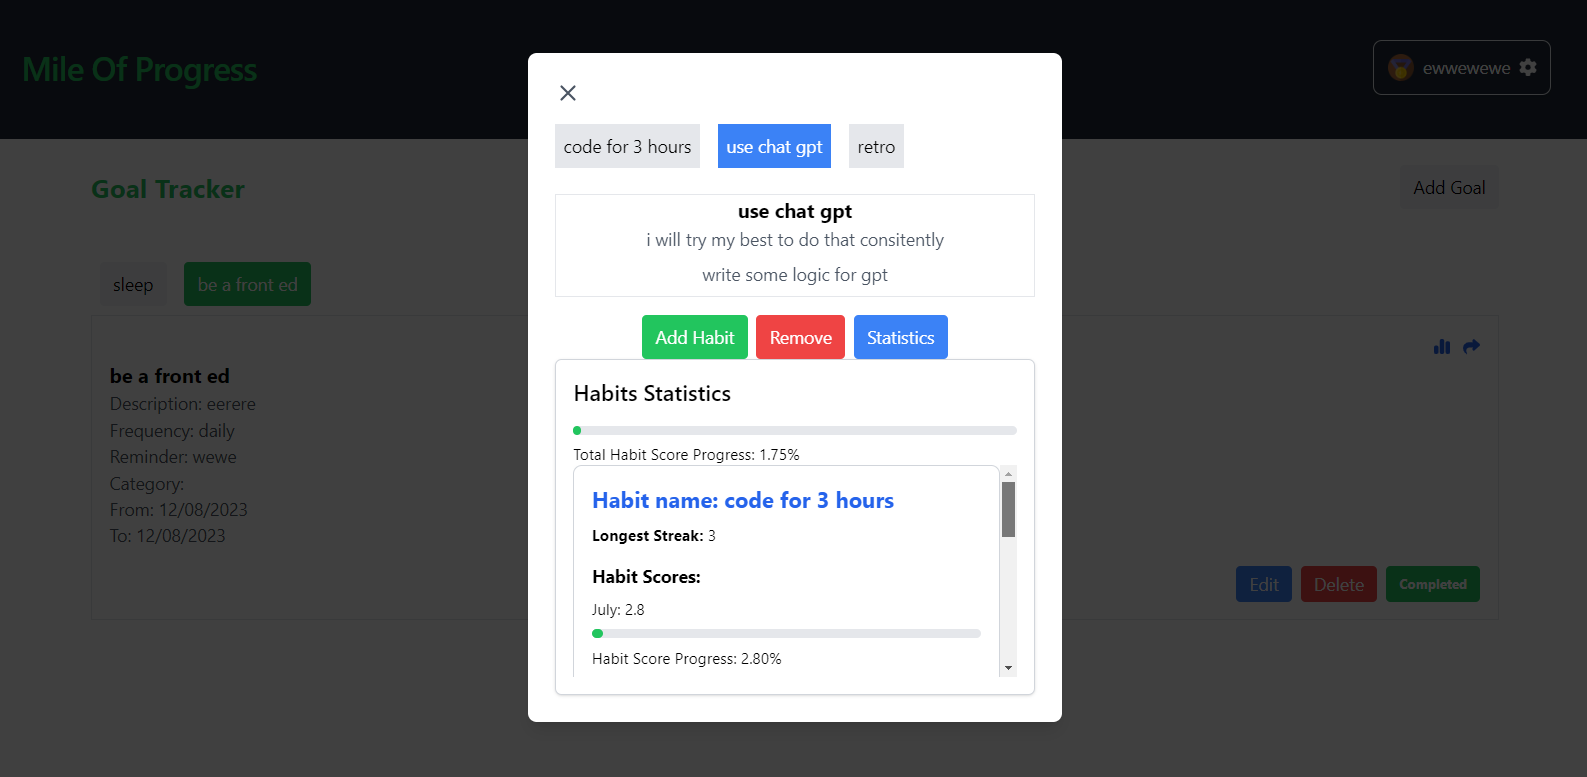 Mile Of Progress
ewwewewe
Goal Tracker
Add Goal
sleep
be a front ed
be a front ed
Description: eerere
Frequency: daily
Reminder: wewe
Category:
From: 12/08/2023
To: 12/08/2023
Edit
Delete
Completed
code for 3 hours
use chat gpt
retro
use chat gpt
i will try my best to do that consitently
write some logic for gpt
Add Habit
Remove
Statistics
Habits Statistics
Total Habit Score Progress: 1.75%
Habit name: code for 3 hours
Longest Streak: 3
Habit Scores:
July: 2.8
Habit Score Progress: 2.80%